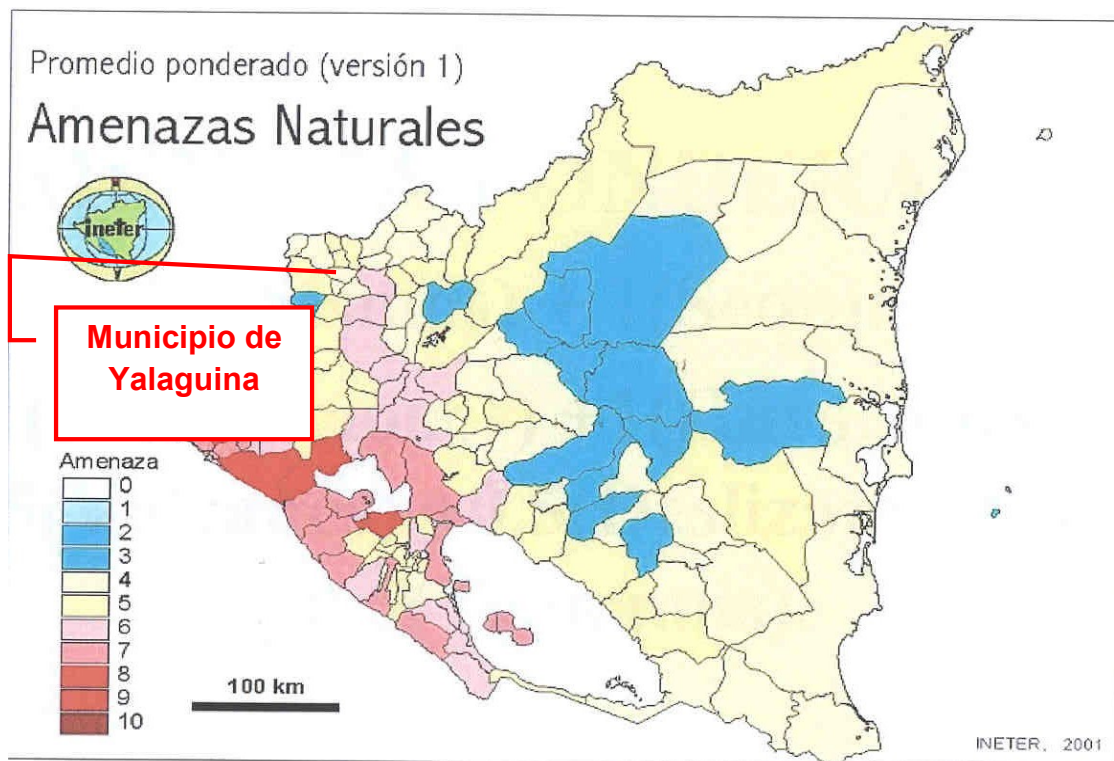 Promedio ponderado (versión 1)
Amenazas Naturales
ineter
Municipio de
Yalaguina
Amenaza
0
1
2
3
4
5
6
7
8
9
10
100 km
INETER, 2001